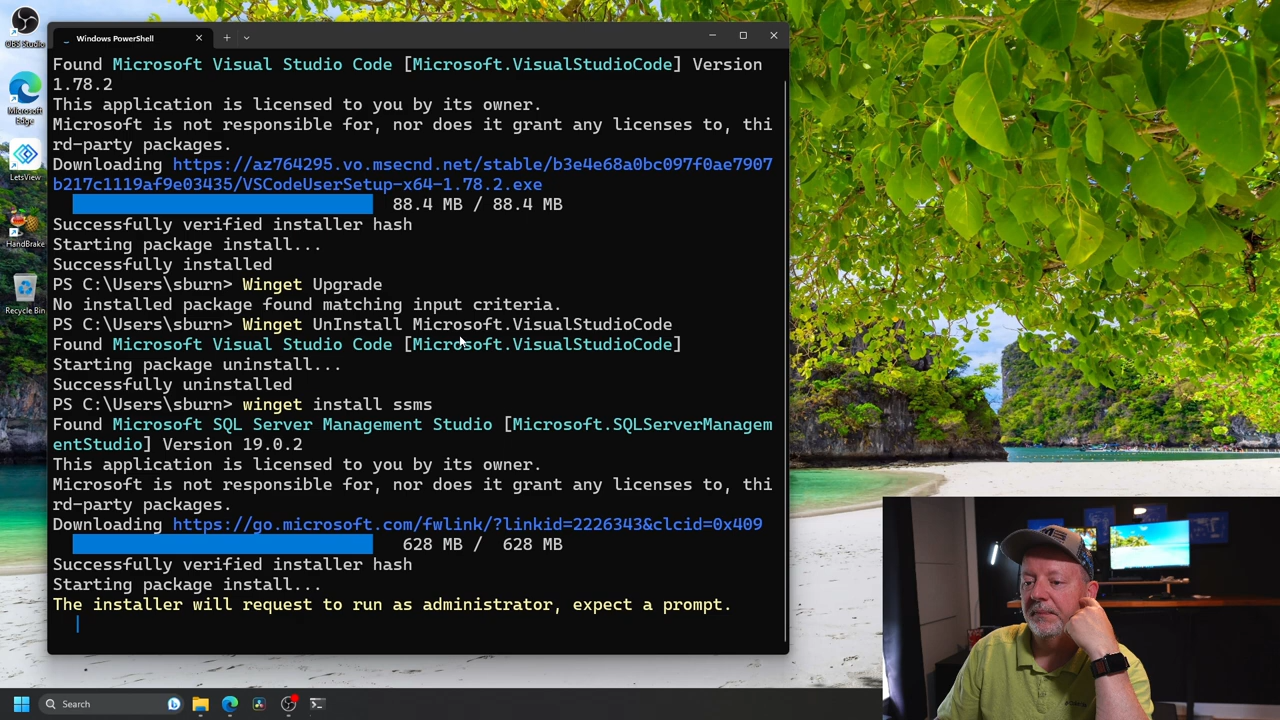 OBS Studio
Microsoft
Edge
LetsView
HandBrake
Recycle Bin
Windows PowerShell
Found Microsoft Visual Studio Code [Microsoft.VisualStudioCode] Version
1.78.2
This application is licensed to you by its owner.
Microsoft is not responsible for, nor does it grant any licenses to, thi
rd-party packages.
Downloading https://az764295.vo.msecnd.net/stable/b3e4e68a0bc097f0ae7907
b217c1119af9e03435/VSCodeUserSetup-x64-1.78.2.exe
88.4 MB / 88.4 MB
Successfully verified installer hash
Starting package install...
Successfully installed
PS C:\Users\sburn> Winget Upgrade
No installed package found matching input criteria.
PS C:\Users\sburn> Winget UnInstall Microsoft.VisualStudioCode
Found Microsoft Visual Studio Code [Microsoft.VisualStudioCode]
Starting package uninstall...
Successfully uninstalled
PS C:\Users\sburn> winget install ssms
Found Microsoft SQL Server Management Studio [Microsoft.SQLServerManagem
entStudio] Version 19.0.2
This application is licensed to you by its owner.
Microsoft is not responsible for, nor does it grant any licenses to, thi
rd-party packages.
Downloading https://go.microsoft.com/fwlink/?linkid=2226343&clcid=0x409
628 MB / 628 MB
Successfully verified installer hash
Starting package install...
The installer will request to run as administrator, expect a prompt.
Search